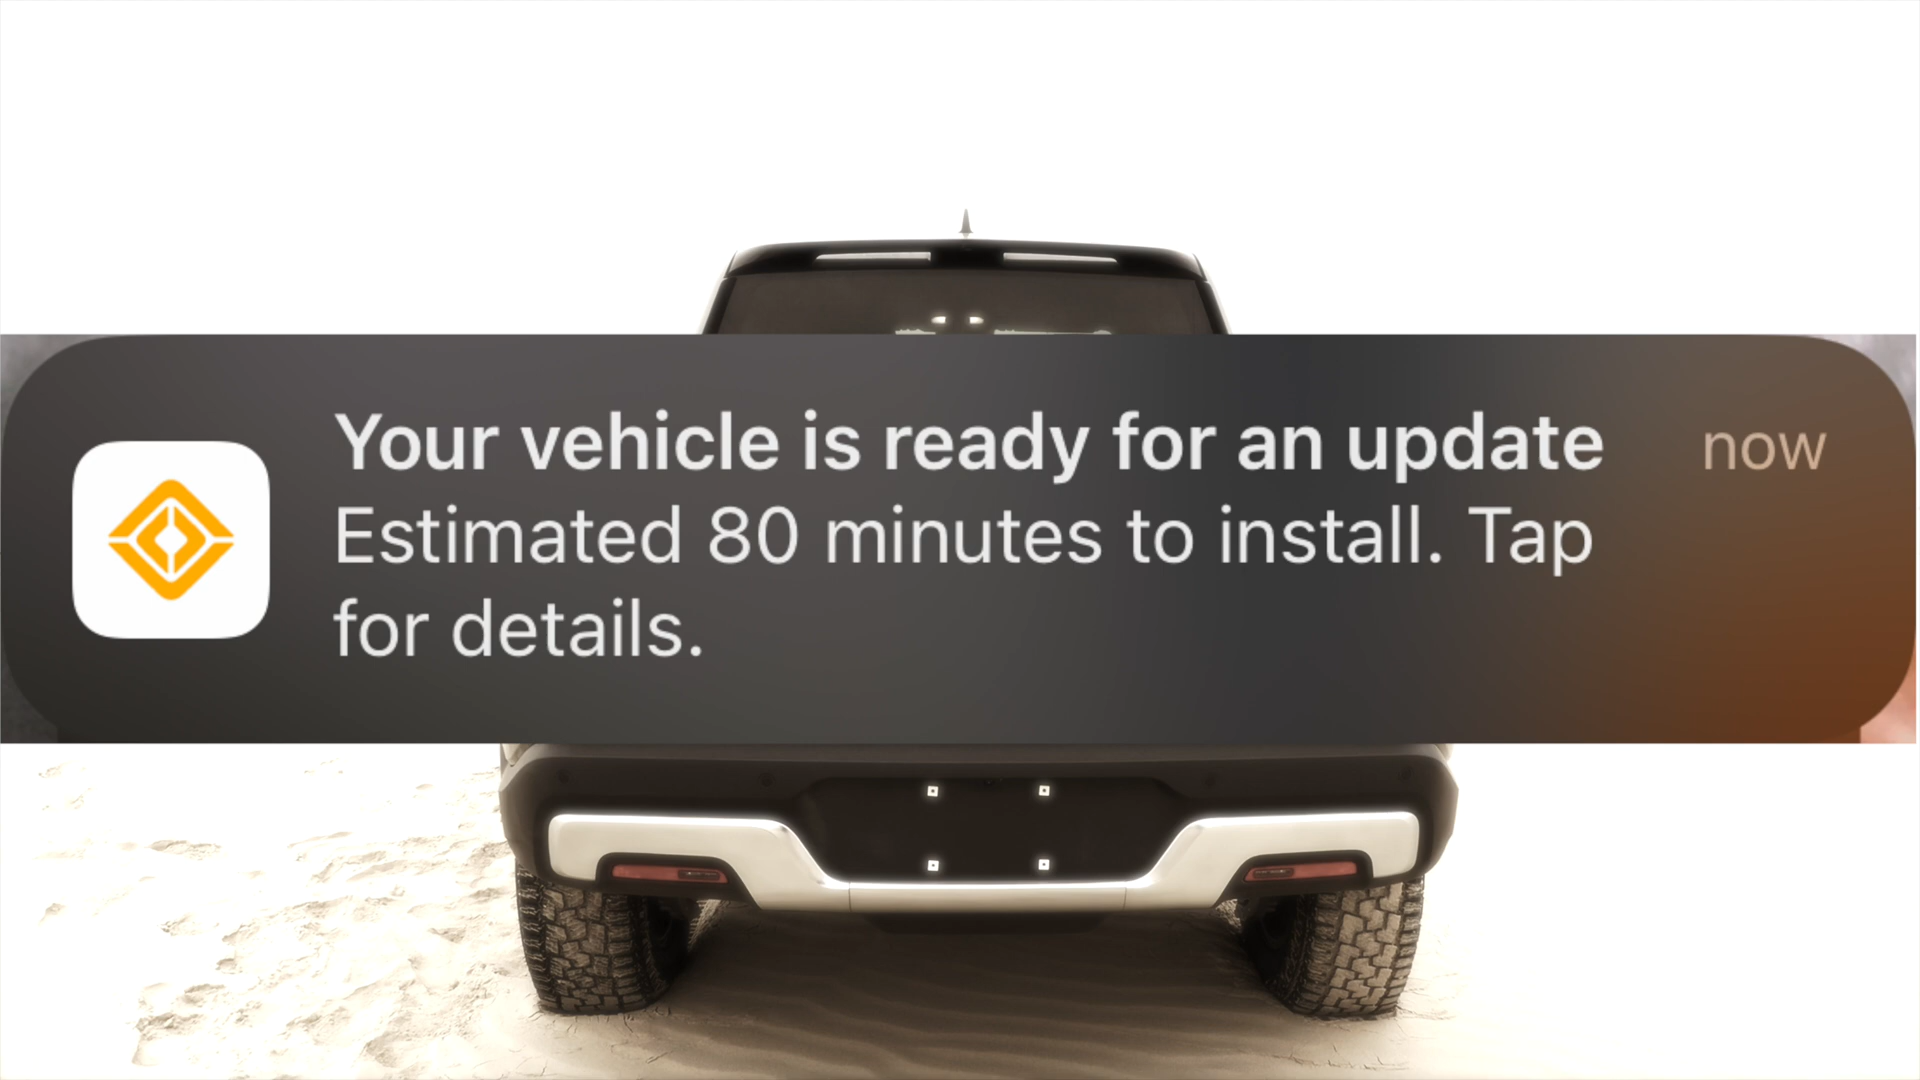 Your vehicle is ready for an update
now
Estimated 80 minutes to install. Tap
for details.